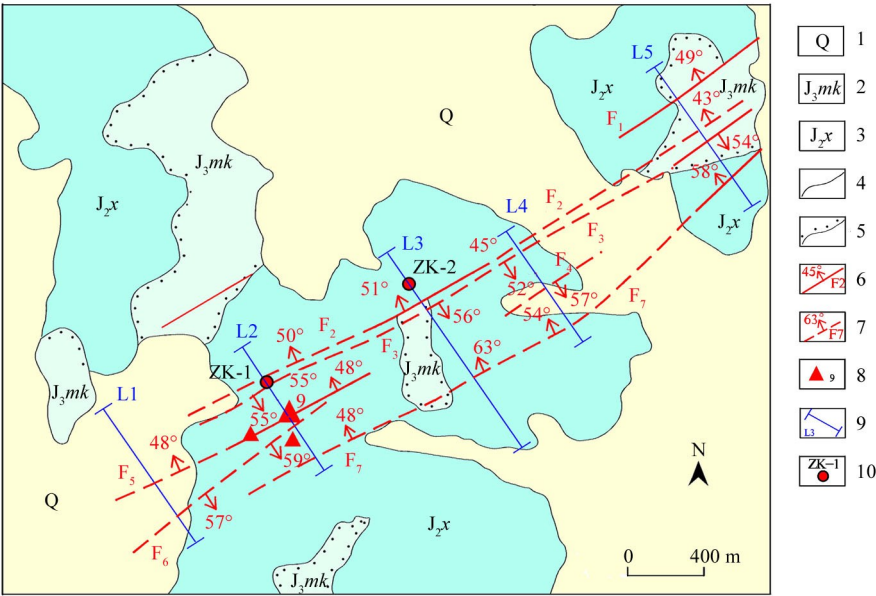 L5
49°
J₂x
43°
J₃mk
Q
F₁
54°
58°
J₃mk
J₂x
F₂
L4
J₂x
F₃
L3
45°
ZK-2
F₄
52°
57°
51°
F₇
56°
54°
F₂
50°
L2
F₃
63°
ZK-1
55°
48°
J₃mk
J₃mk
L1
9
55°
48°
48°
59°
F₇
F₅
N
Q
57°
J₂x
F₆
0 400 m
J₃mk
Q 1
J₃mk 2
J₂x 3
4
5
45° F2 6
63° F7 7
9 8
L3 9
ZK-1 10